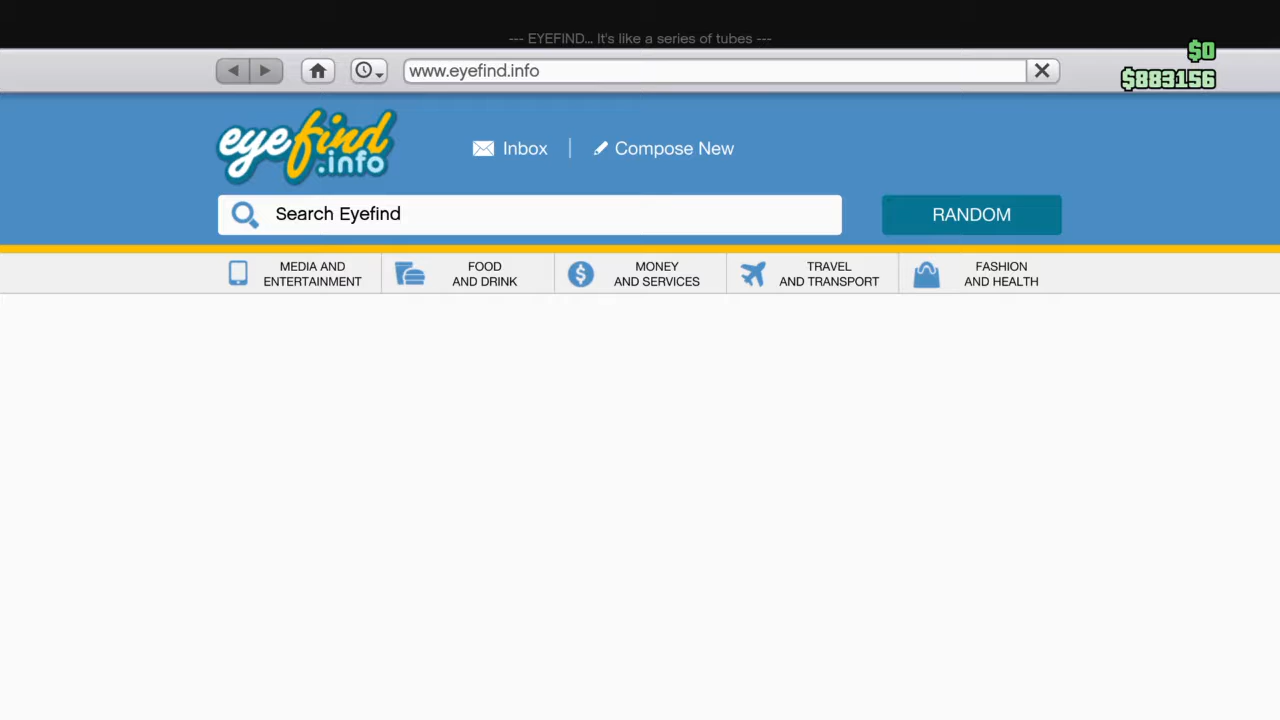 --- EYEFIND... It's like a series of tubes ---
$0
www.eyefind.info
$883156
eyefind
.info
Inbox
Compose New
Search Eyefind
RANDOM
MEDIA AND
ENTERTAINMENT
FOOD
AND DRINK
MONEY
AND SERVICES
TRAVEL
AND TRANSPORT
FASHION
AND HEALTH